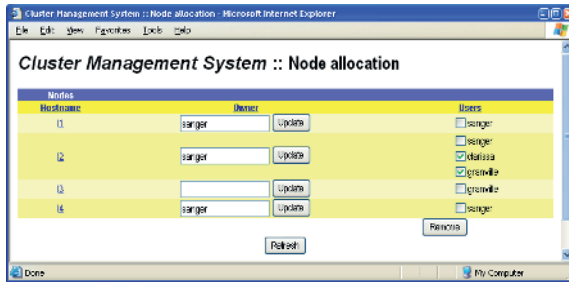 Cluster Management System :: Node allocation - Microsoft Internet Explorer
File Edit View Favorites Tools Help
Cluster Management System :: Node allocation
Nodes
Hostname Owner Users
l1 sanger Update sanger
sanger
l2 sanger Update clarissa
granville
l3 Update granville
l4 sanger Update sanger
Remove
Refresh
Done My Computer